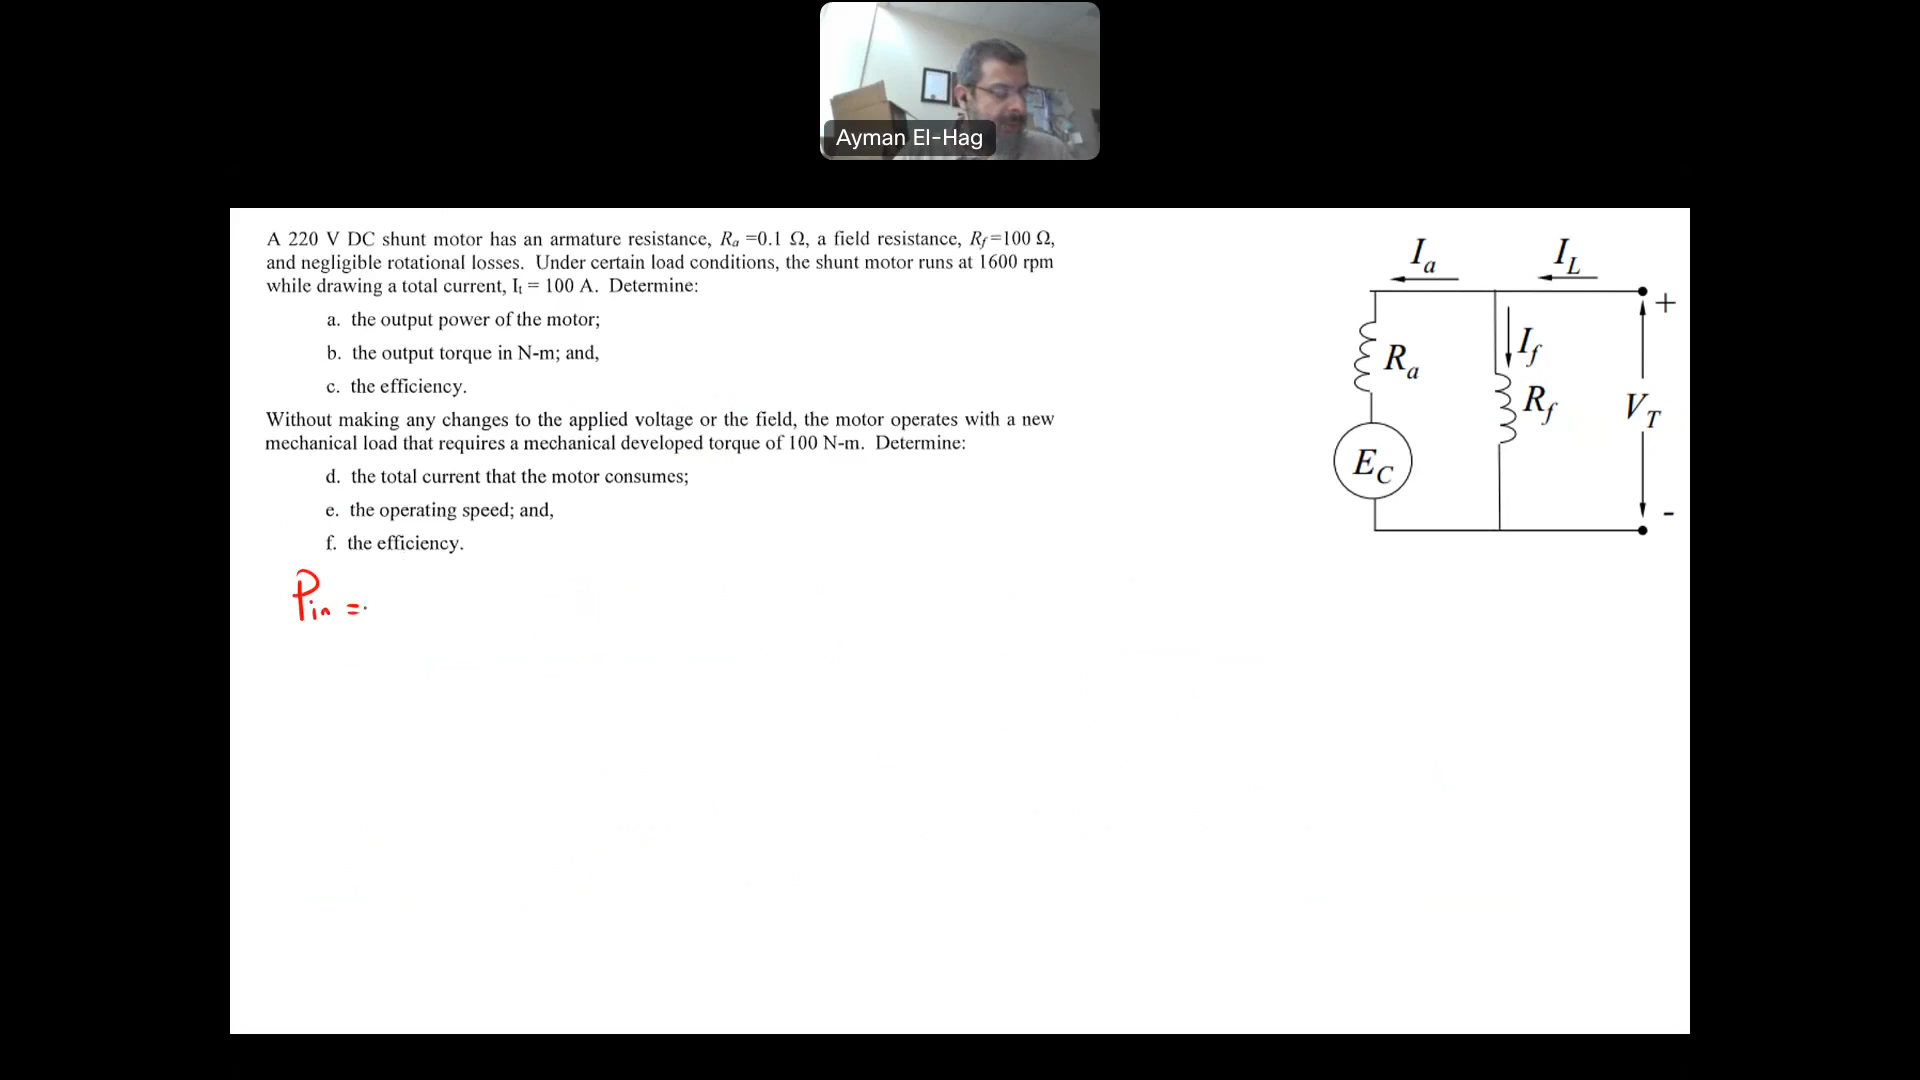 Ayman El-Hag
A 220 V DC shunt motor has an armature resistance, Ra =0.1 Ω, a field resistance, Rf=100 Ω,
and negligible rotational losses. Under certain load conditions, the shunt motor runs at 1600 rpm
while drawing a total current, It = 100 A. Determine:
a. the output power of the motor;
b. the output torque in N-m; and,
c. the efficiency.
Without making any changes to the applied voltage or the field, the motor operates with a new
mechanical load that requires a mechanical developed torque of 100 N-m. Determine:
d. the total current that the motor consumes;
e. the operating speed; and,
f. the efficiency.
Pin =
Ia
IL
+
If
Ra
Rf
VT
EC
-